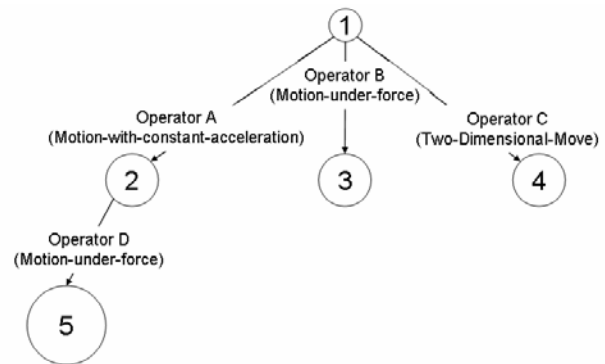 1
Operator B
(Motion-under-force)
Operator A
(Motion-with-constant-acceleration)
Operator C
(Two-Dimensional-Move)
2
3
4
Operator D
(Motion-under-force)
5